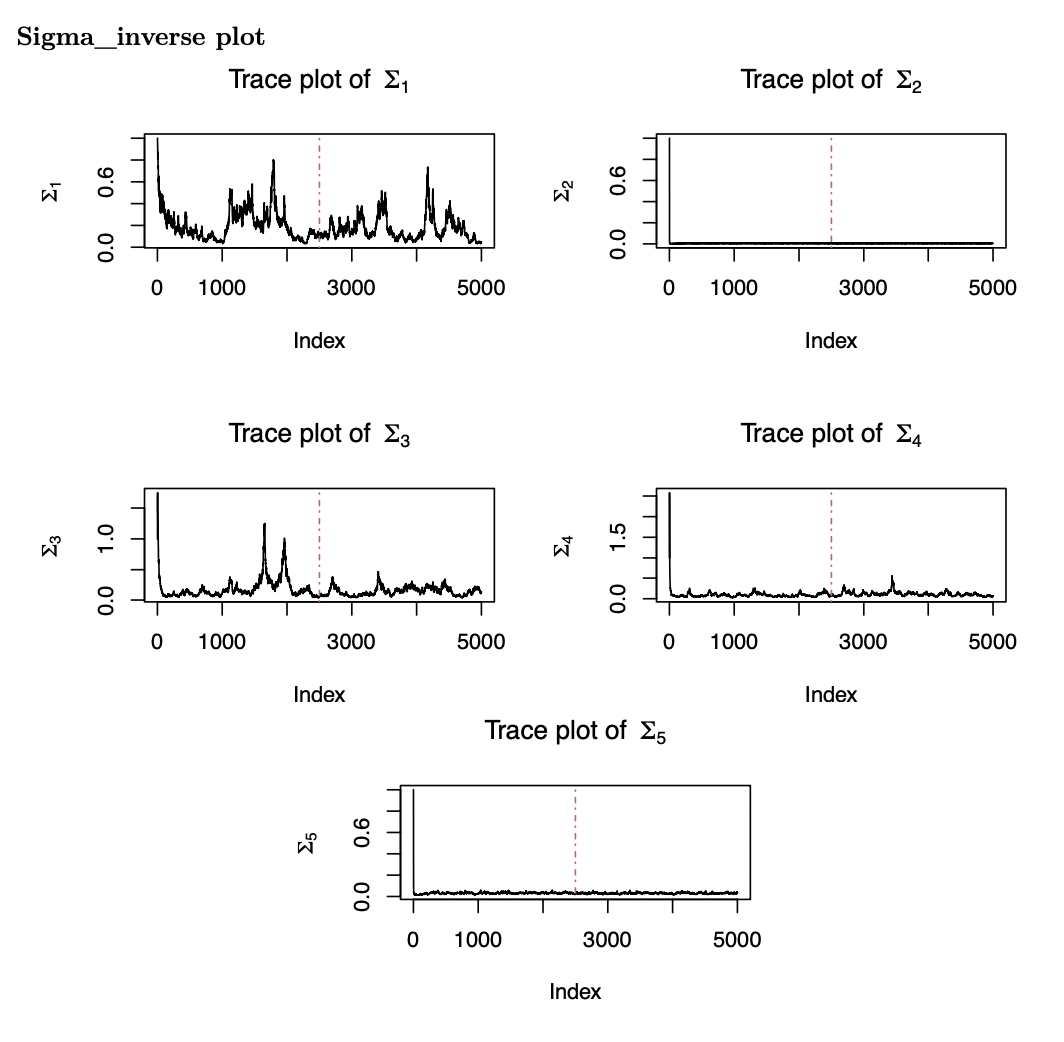 Sigma_inverse plot
Trace plot of Σ1
Σ1
0.6
0.0
0 1000 3000 5000
Index
Trace plot of Σ2
Σ2
0.6
0.0
0 1000 3000 5000
Index
Trace plot of Σ3
Σ3
1.0
0.0
0 1000 3000 5000
Index
Trace plot of Σ4
Σ4
1.5
0.0
0 1000 3000 5000
Index
Trace plot of Σ5
Σ5
0.6
0.0
0 1000 3000 5000
Index